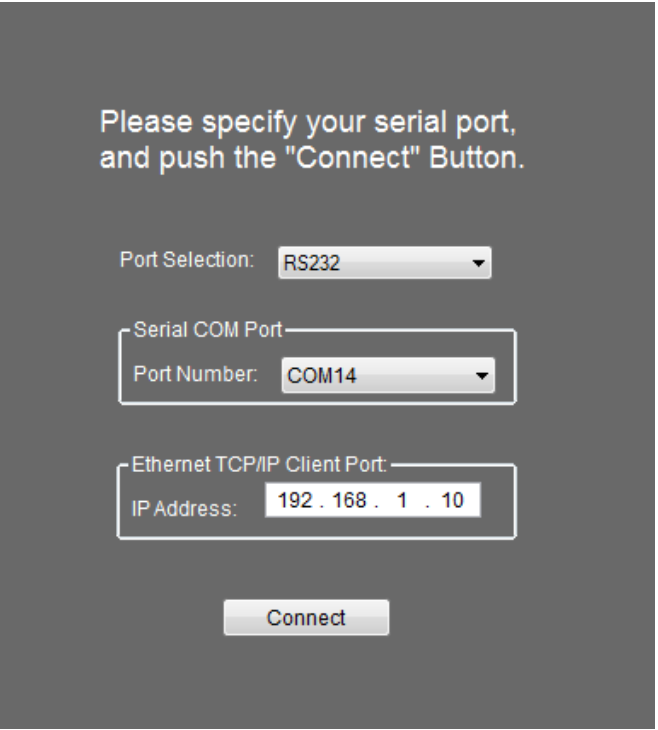 Please specify your serial port,
and push the "Connect" Button.
Port Selection: RS232
Serial COM Port
Port Number: COM14
Ethernet TCP/IP Client Port:
IP Address: 192 . 168 . 1 . 10
Connect